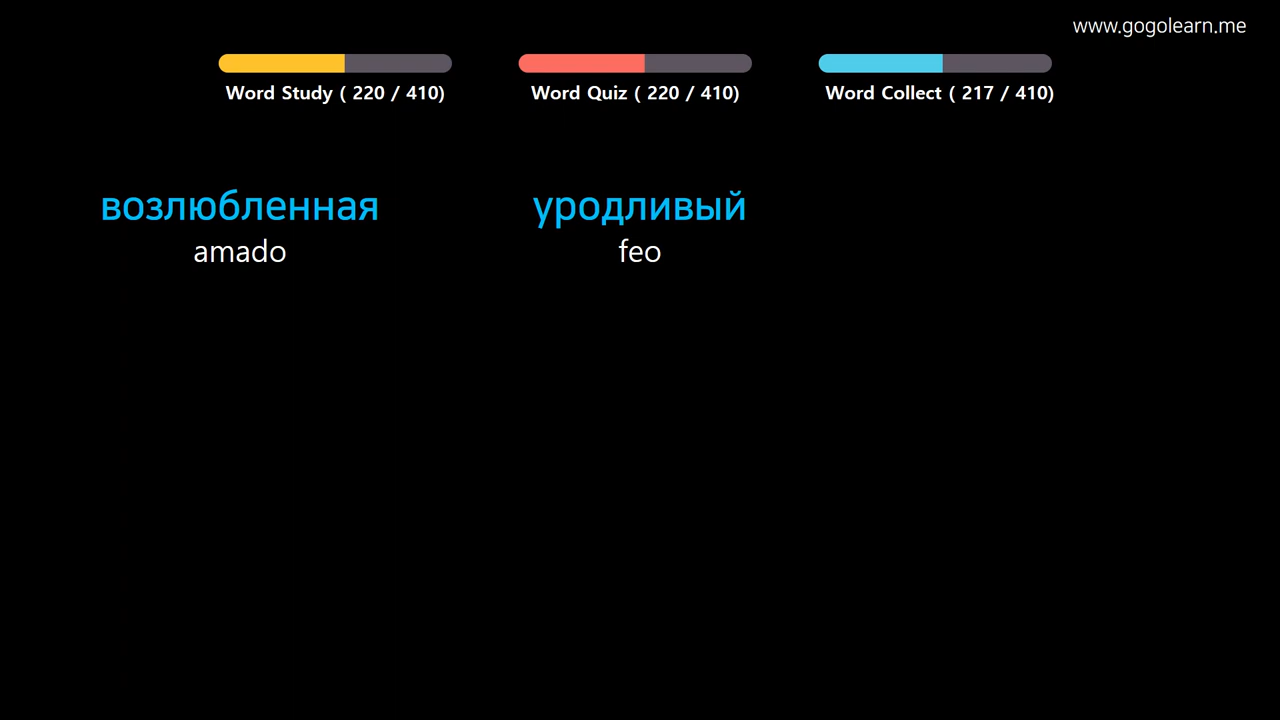 www.gogolearn.me
Word Study ( 220 / 410)
Word Quiz ( 220 / 410)
Word Collect ( 217 / 410)
возлюбленная
amado
уродливый
feo